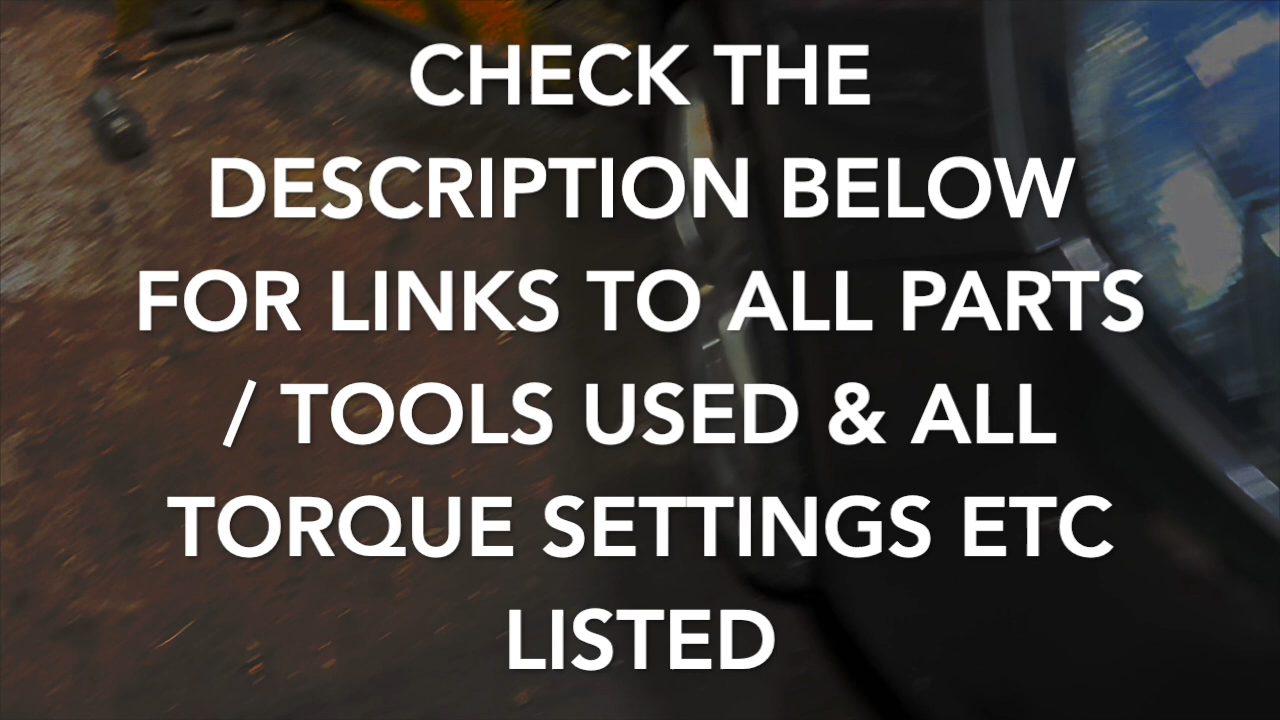 CHECK THE
DESCRIPTION BELOW
FOR LINKS TO ALL PARTS
/ TOOLS USED & ALL
TORQUE SETTINGS ETC
LISTED